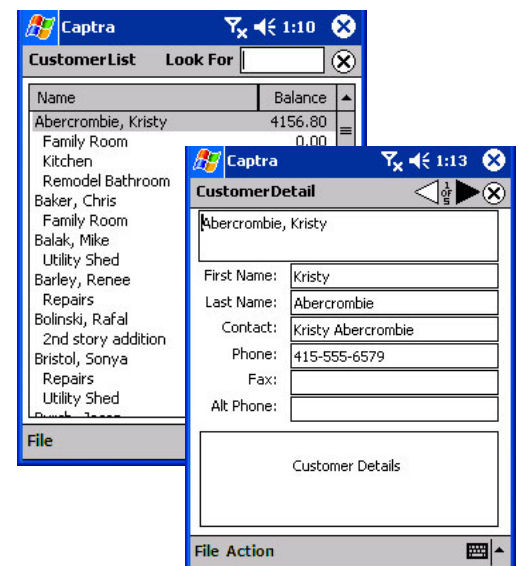 Captra 1:10
CustomerList Look For
Name Balance
Abercrombie, Kristy 4156.80
Family Room 0.00
Kitchen
Remodel Bathroom
Baker, Chris
Family Room
Balak, Mike
Utility Shed
Barley, Renee
Repairs
Bolinski, Rafal
2nd story addition
Bristol, Sonya
Repairs
Utility Shed
File
Captra 1:13
CustomerDetail 1 OF 5
Abercrombie, Kristy
First Name: Kristy
Last Name: Abercrombie
Contact: Kristy Abercrombie
Phone: 415-555-6579
Fax:
Alt Phone:
Customer Details
File Action